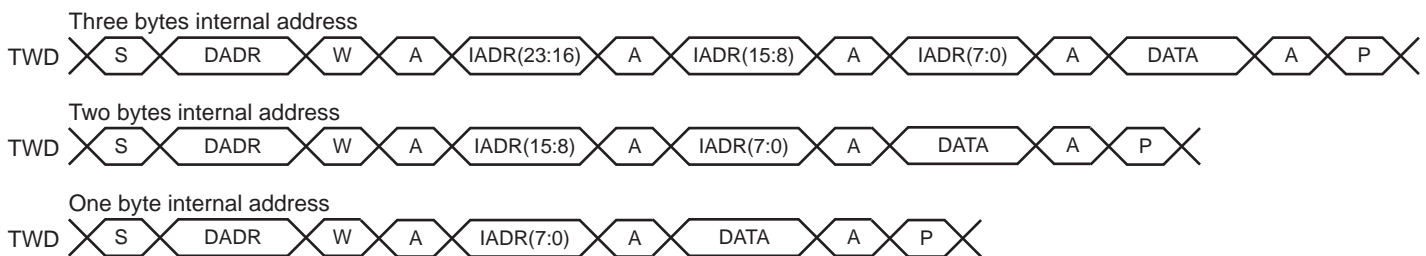 Three bytes internal address
TWD S DADR W A IADR(23:16) A IADR(15:8) A IADR(7:0) A DATA A P
Two bytes internal address
TWD S DADR W A IADR(15:8) A IADR(7:0) A DATA A P
One byte internal address
TWD S DADR W A IADR(7:0) A DATA A P